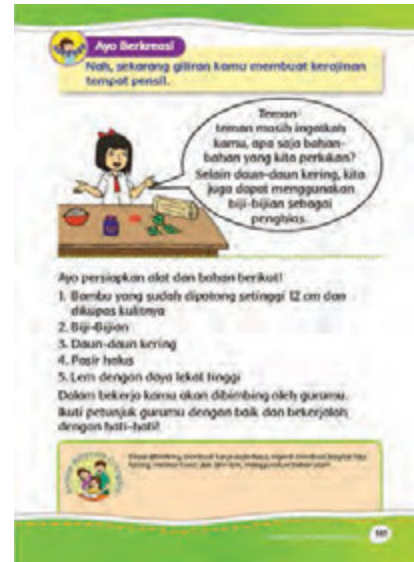 Ayo Berkreasi
Nah, sekarang giliran kamu membuat kerajinan
tempat pensil.
Teman-
teman masih ingatkah
kamu, apa saja bahan-
bahan yang kita perlukan?
Selain daun-daun kering, kita
juga dapat menggunakan
biji-bijian sebagai
penghias.
Ayo persiapkan alat dan bahan berikut!
1. Bambu yang sudah dipotong setinggi 12 cm dan
dikupas kulitnya
2. Biji-Bijian
3. Daun-daun kering
4. Pasir halus
5. Lem dengan daya lekat tinggi
Dalam bekerja kamu akan dibimbing oleh gurumu.
Ikuti petunjuk gurumu dengan baik dan bekerjalah
dengan hati-hati!